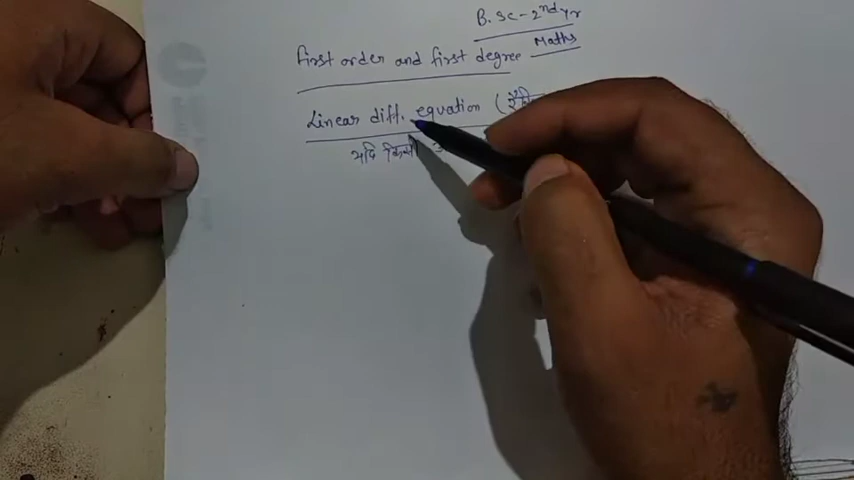 B.Sc-2nd yr
Maths
First order and first degree
Linear diff. equation (
यदि किसी